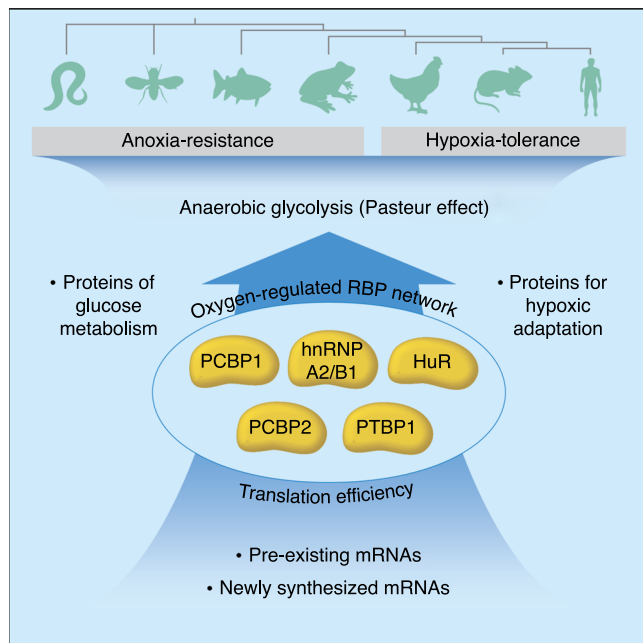 Anoxia-resistance
Hypoxia-tolerance
Anaerobic glycolysis (Pasteur effect)
• Proteins of
glucose
metabolism
• Proteins for
hypoxic
adaptation
Oxygen-regulated RBP network
PCBP1
hnRNP
A2/B1
HuR
PCBP2
PTBP1
Translation efficiency
• Pre-existing mRNAs
• Newly synthesized mRNAs